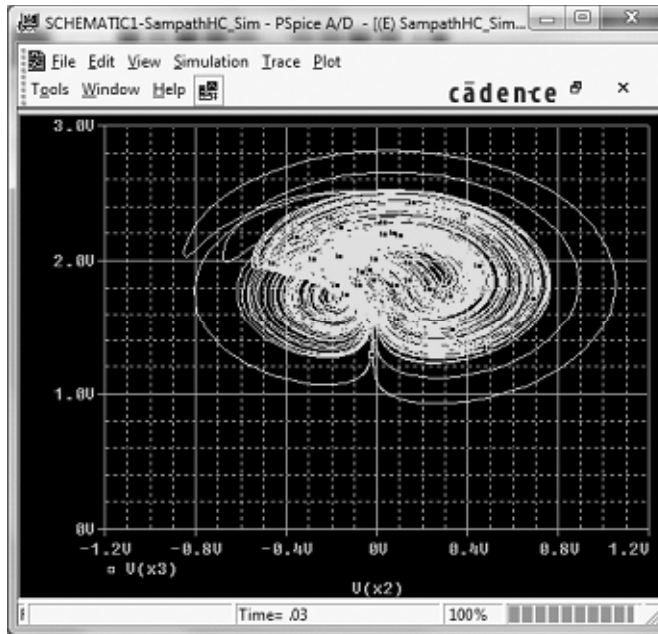 SCHEMATIC1-SampathHC_Sim - PSpice A/D - [(E) SampathHC_Sim...
File Edit View Simulation Trace Plot
Tools Window Help cādence
3.0V
2.0V
1.0V
0V
-1.2V -0.8V -0.4V 0V 0.4V 0.8V 1.2V
V(x3)
V(x2)
Time= .03 100%